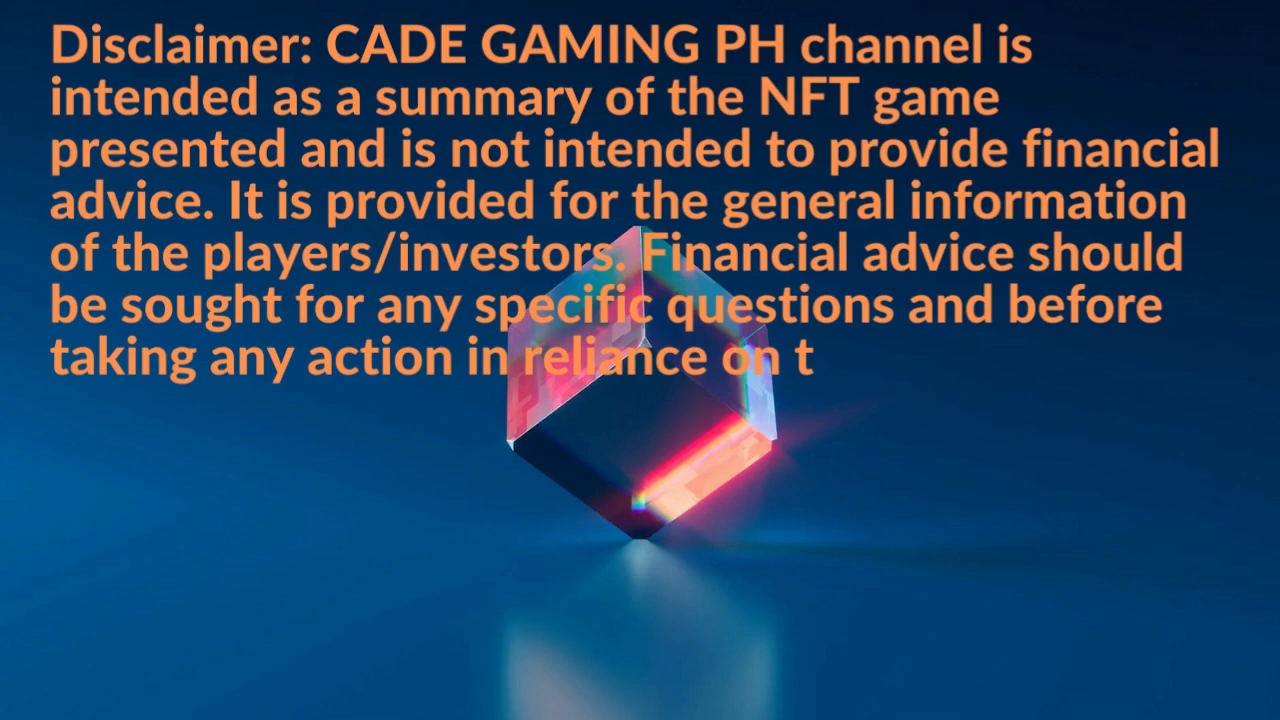 Disclaimer: CADE GAMING PH channel is
intended as a summary of the NFT game
presented and is not intended to provide financial
advice. It is provided for the general information
of the players/investors. Financial advice should
be sought for any specific questions and before
taking any action in reliance on t